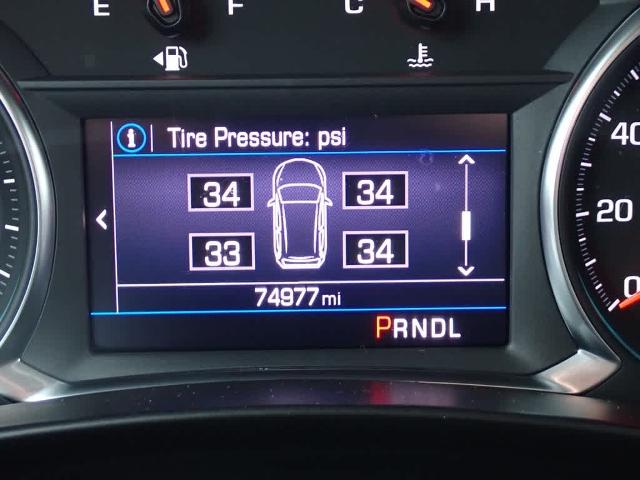 E F C H
i Tire Pressure: psi
34 34
33 34
74977 mi
PRNDL
40
20
0